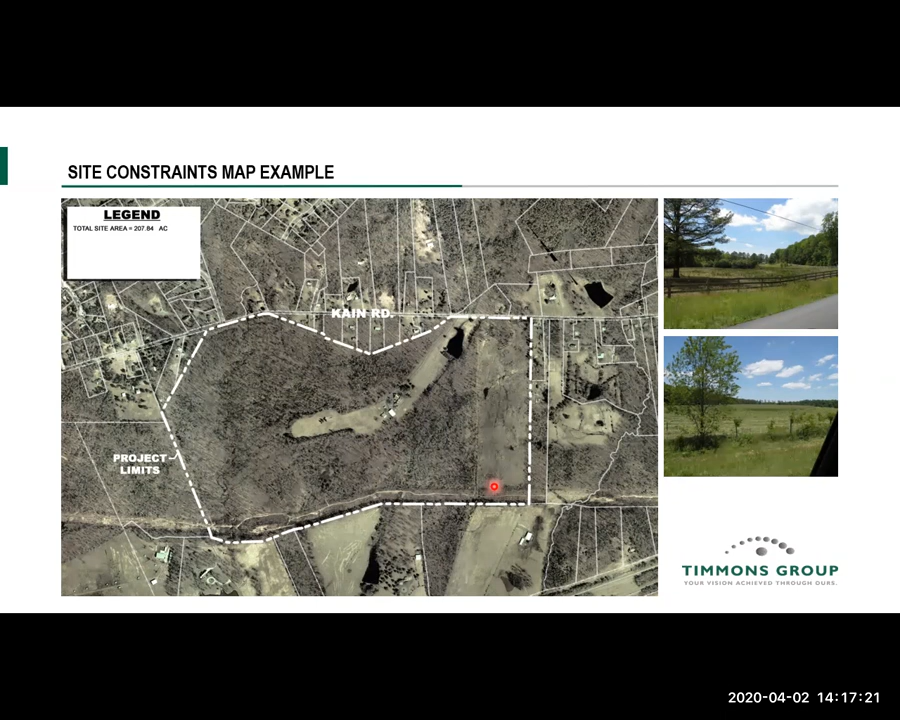 SITE CONSTRAINTS MAP EXAMPLE
LEGEND
TOTAL SITE AREA = 207.84 AC
KAIN RD.
PROJECT
LIMITS
TIMMONS GROUP
YOUR VISION ACHIEVED THROUGH OURS.
2020-04-02 14:17:21